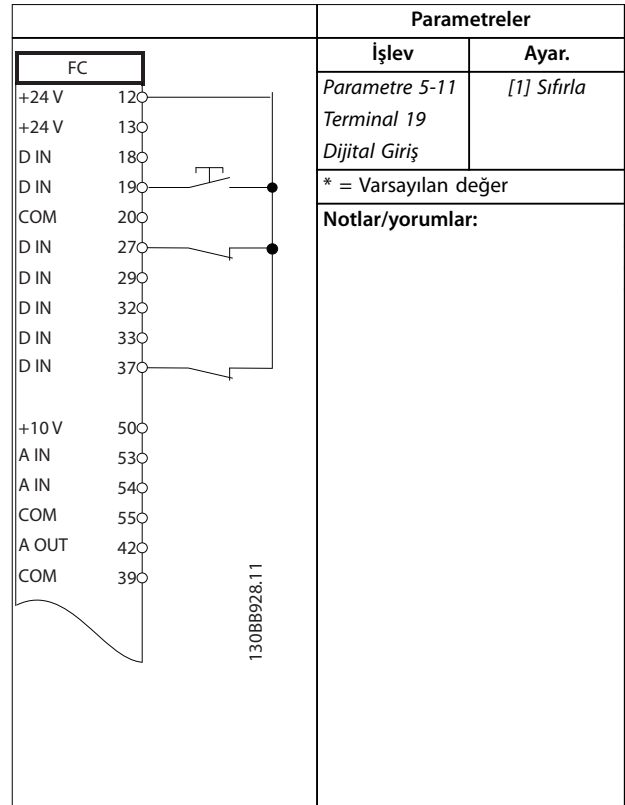 FC
+24 V 12
+24 V 13
D IN 18
D IN 19
COM 20
D IN 27
D IN 29
D IN 32
D IN 33
D IN 37
+10 V 50
A IN 53
A IN 54
COM 55
A OUT 42
COM 39
130BB928.11
Parametreler
İşlev Ayar.
Parametre 5-11 [1] Sıfırla
Terminal 19
Dijital Giriş
* = Varsayılan değer
Notlar/yorumlar: